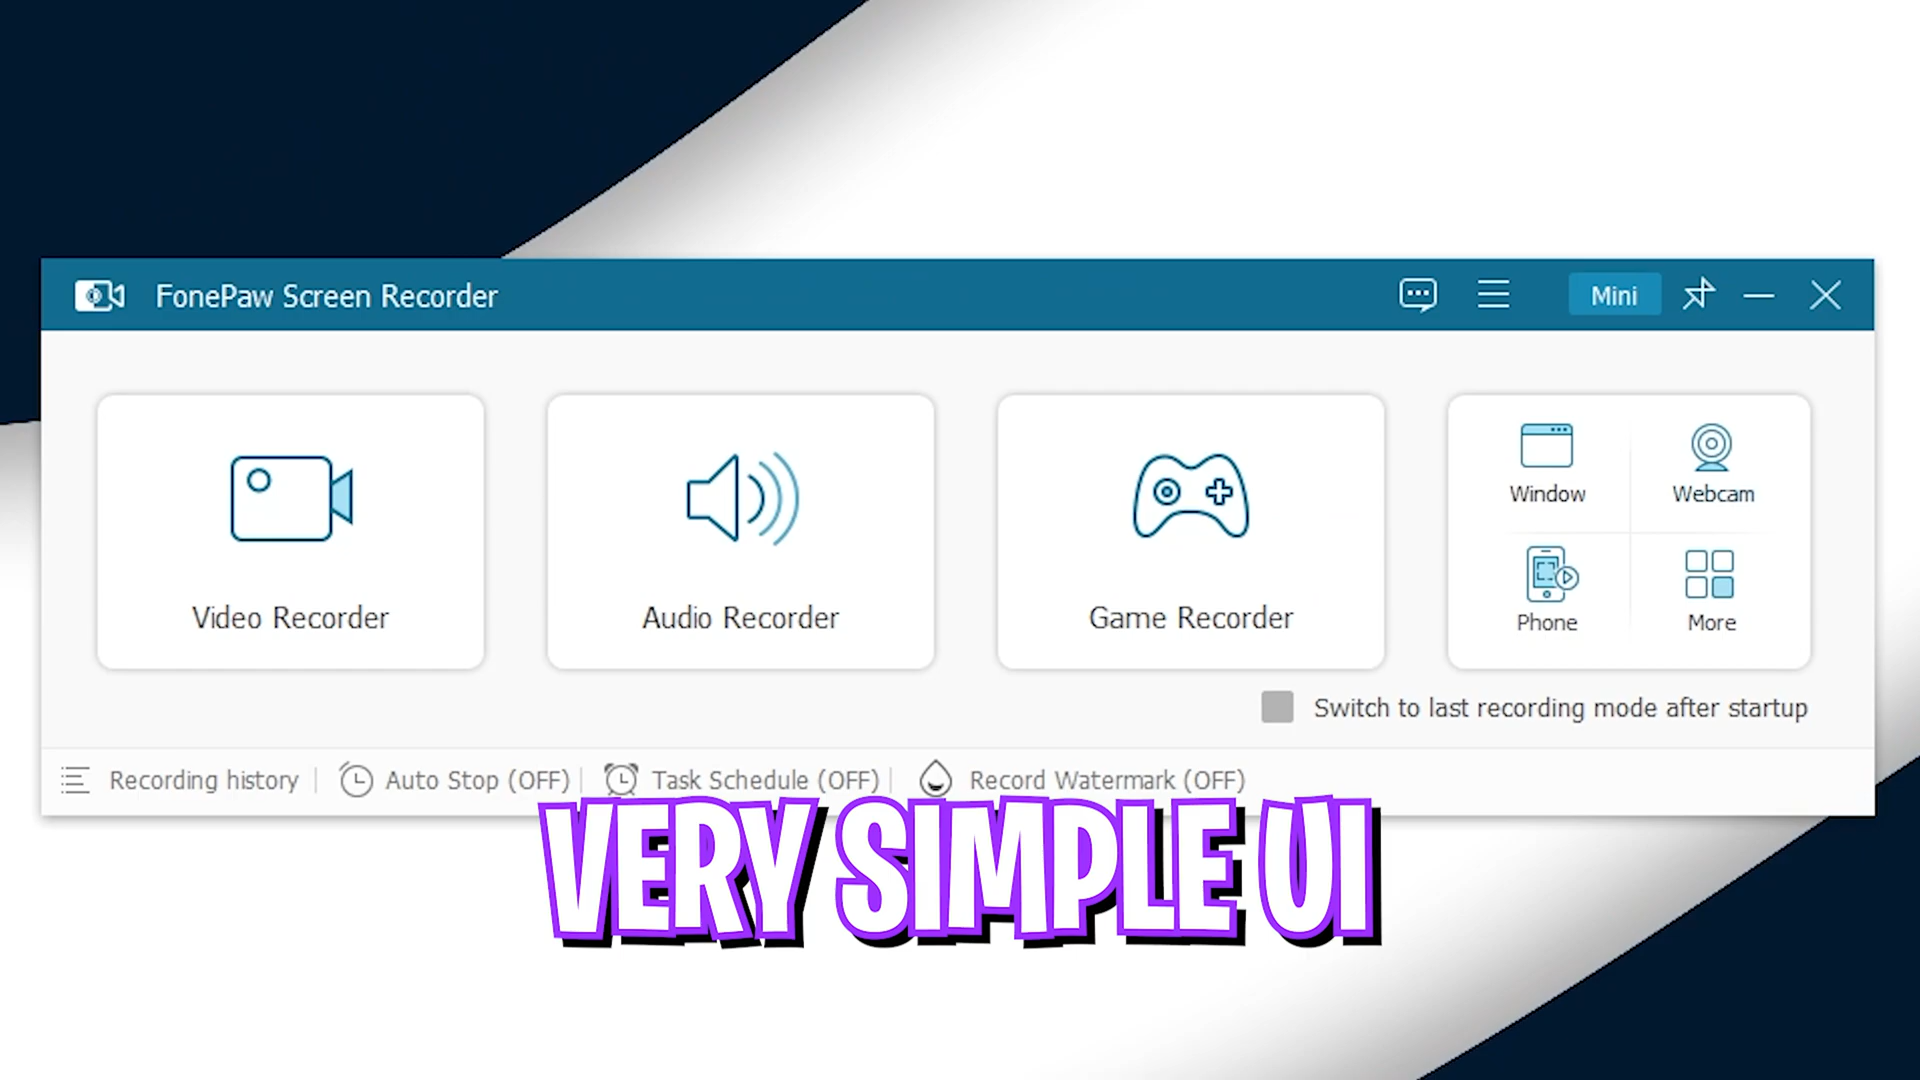 FonePaw Screen Recorder
Mini
Video Recorder
Audio Recorder
Game Recorder
Window
Webcam
Phone
More
Switch to last recording mode after startup
Recording history
Auto Stop (OFF)
Task Schedule (OFF)
Record Watermark (OFF)
VERY SIMPLE UI